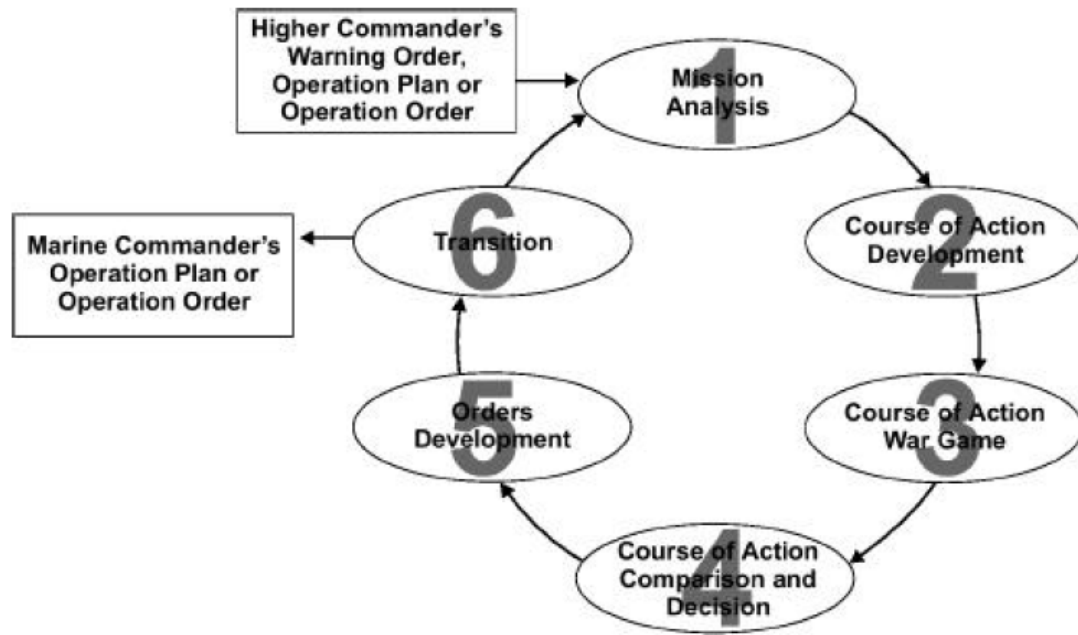 Higher Commander's
Warning Order,
Operation Plan or
Operation Order
1
Mission
Analysis
2
Course of Action
Development
3
Course of Action
War Game
4
Course of Action
Comparison and
Decision
5
Orders
Development
6
Transition
Marine Commander's
Operation Plan or
Operation Order